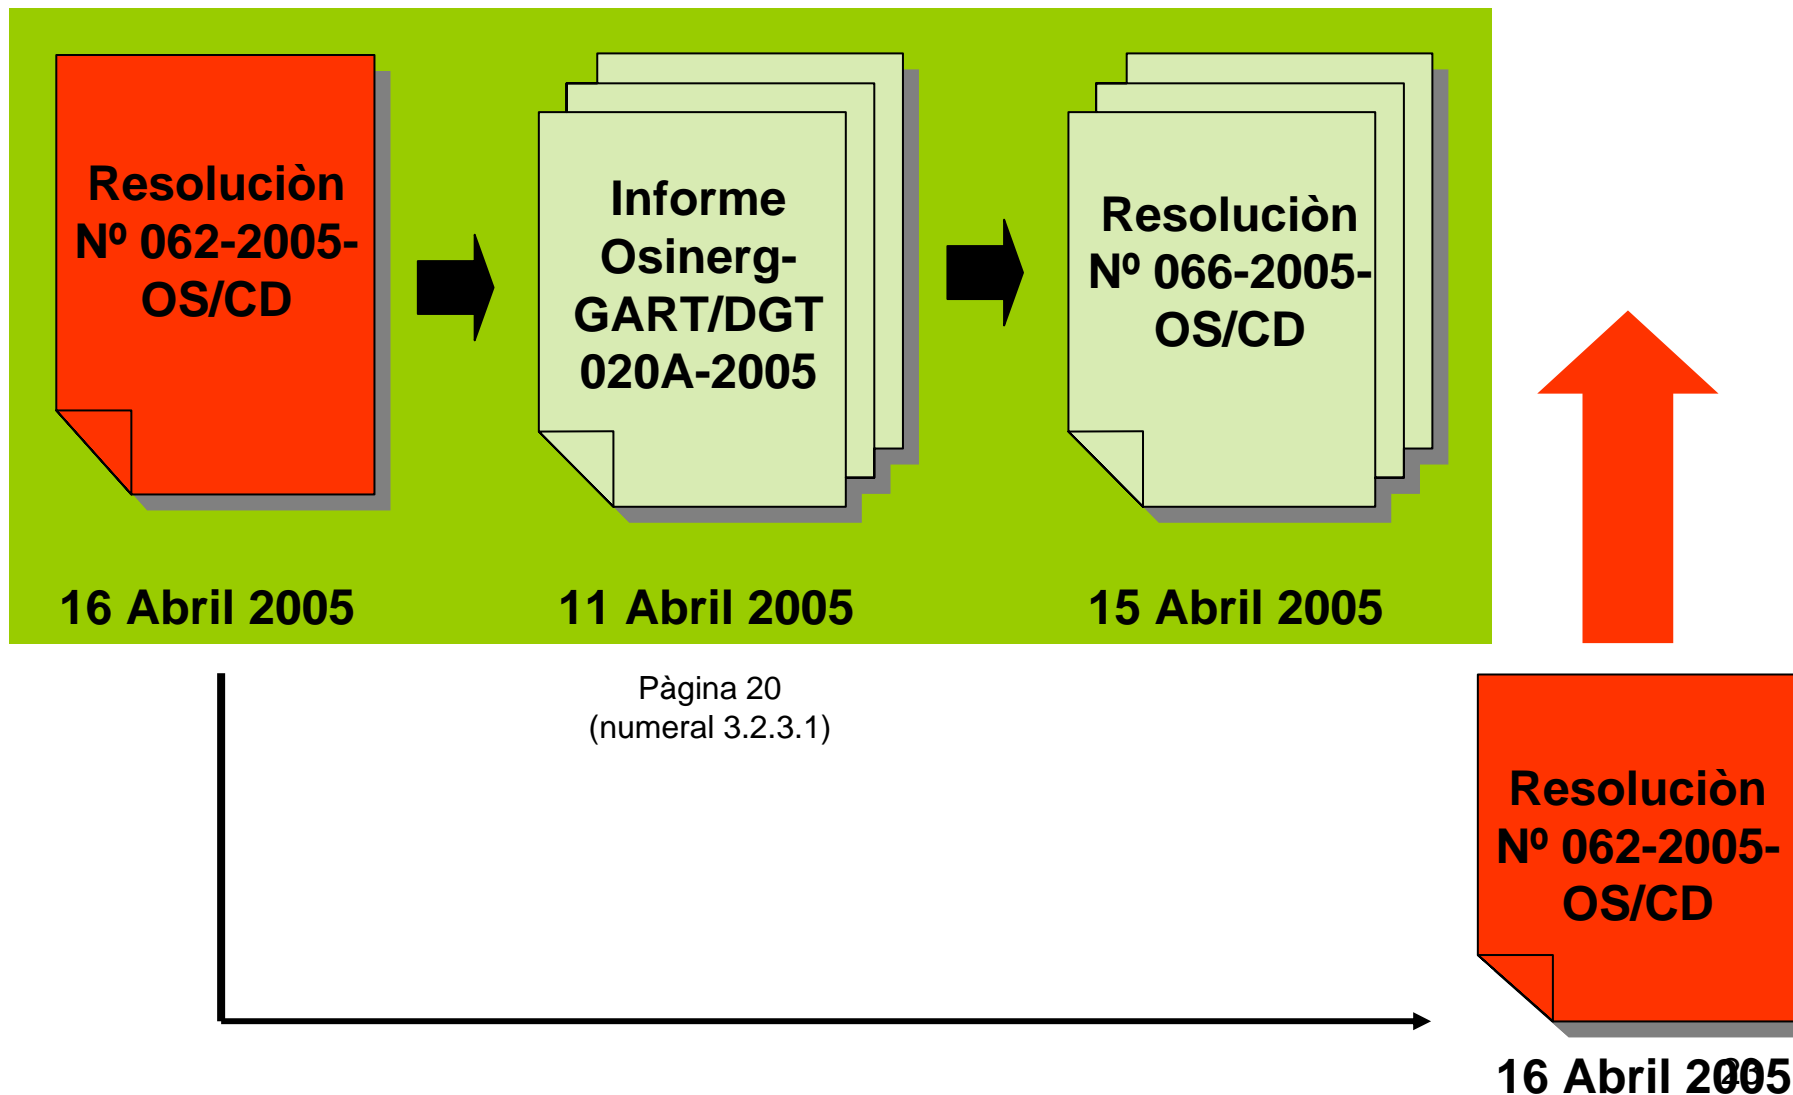 Resoluciòn
Nº 062-2005-
OS/CD
Informe
Osinerg-
GART/DGT
020A-2005
Resoluciòn
Nº 066-2005-
OS/CD
16 Abril 2005
11 Abril 2005
15 Abril 2005
Pàgina 20
(numeral 3.2.3.1)
Resoluciòn
Nº 062-2005-
OS/CD
16 Abril 2005